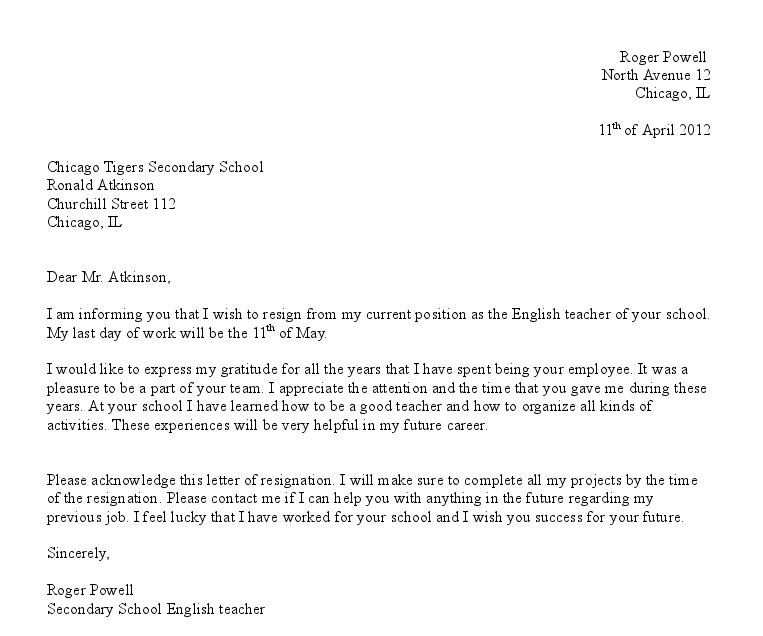 Roger Powell
North Avenue 12
Chicago, IL
11th of April 2012
Chicago Tigers Secondary School
Ronald Atkinson
Churchill Street 112
Chicago, IL
Dear Mr. Atkinson,
I am informing you that I wish to resign from my current position as the English teacher of your school.
My last day of work will be the 11th of May.
I would like to express my gratitude for all the years that I have spent being your employee. It was a
pleasure to be a part of your team. I appreciate the attention and the time that you gave me during these
years. At your school I have learned how to be a good teacher and how to organize all kinds of
activities. These experiences will be very helpful in my future career.
Please acknowledge this letter of resignation. I will make sure to complete all my projects by the time
of the resignation. Please contact me if I can help you with anything in the future regarding my
previous job. I feel lucky that I have worked for your school and I wish you success for your future.
Sincerely,
Roger Powell
Secondary School English teacher